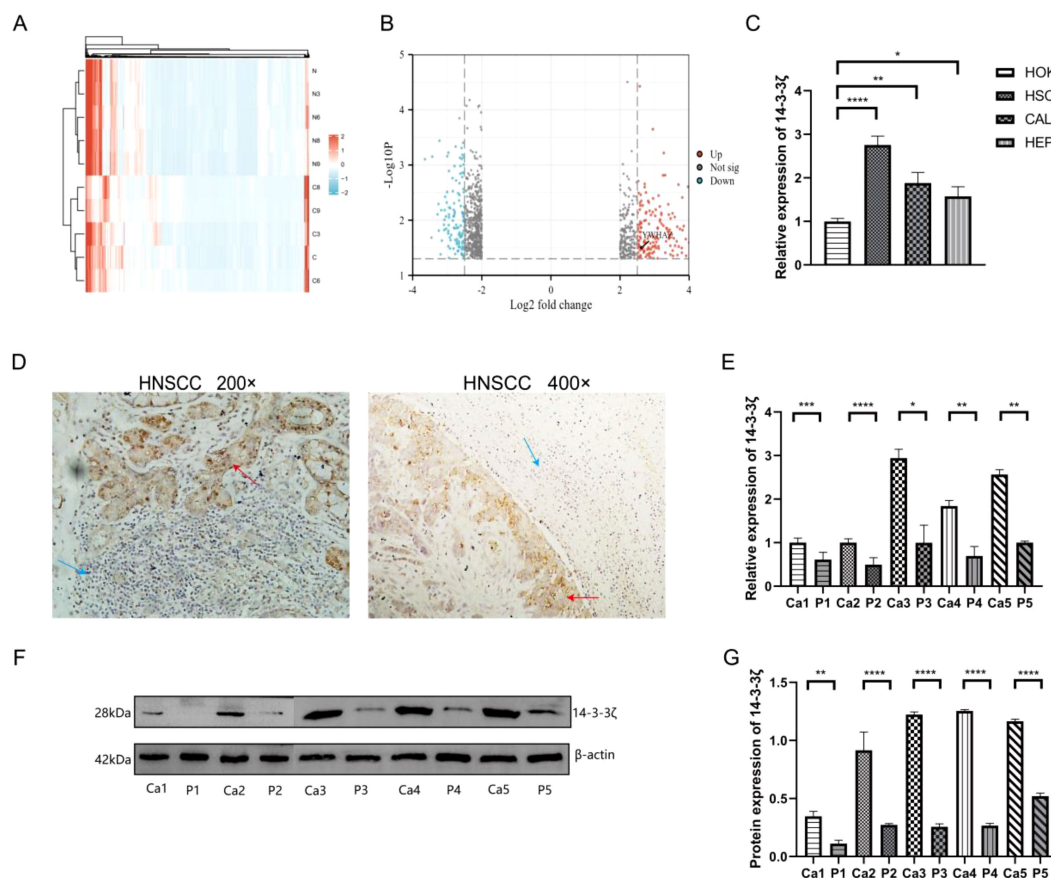 A
N
N3
N6
N8
N9
C8
C9
C3
C
C6
2
1
0
−1
−2
B
5
4
3
2
1
-Log10P
-4
-2
0
2
4
Log2 fold change
YWHAZ
Up
Not sig
Down
C
Relative expression of 14-3-3ζ
4
3
2
1
0
*
**
****
HOK
HSC
CAL
HEP
D
HNSCC 200×
HNSCC 400×
E
Relative expression of 14-3-3ζ
4
3
2
1
0
*** **** * ** **
Ca1 P1 Ca2 P2 Ca3 P3 Ca4 P4 Ca5 P5
F
28kDa
14-3-3ζ
42kDa
β-actin
Ca1 P1 Ca2 P2 Ca3 P3 Ca4 P4 Ca5 P5
G
Protein expression of 14-3-3ζ
1.5
1.0
0.5
0.0
** **** **** **** ****
Ca1 P1 Ca2 P2 Ca3 P3 Ca4 P4 Ca5 P5